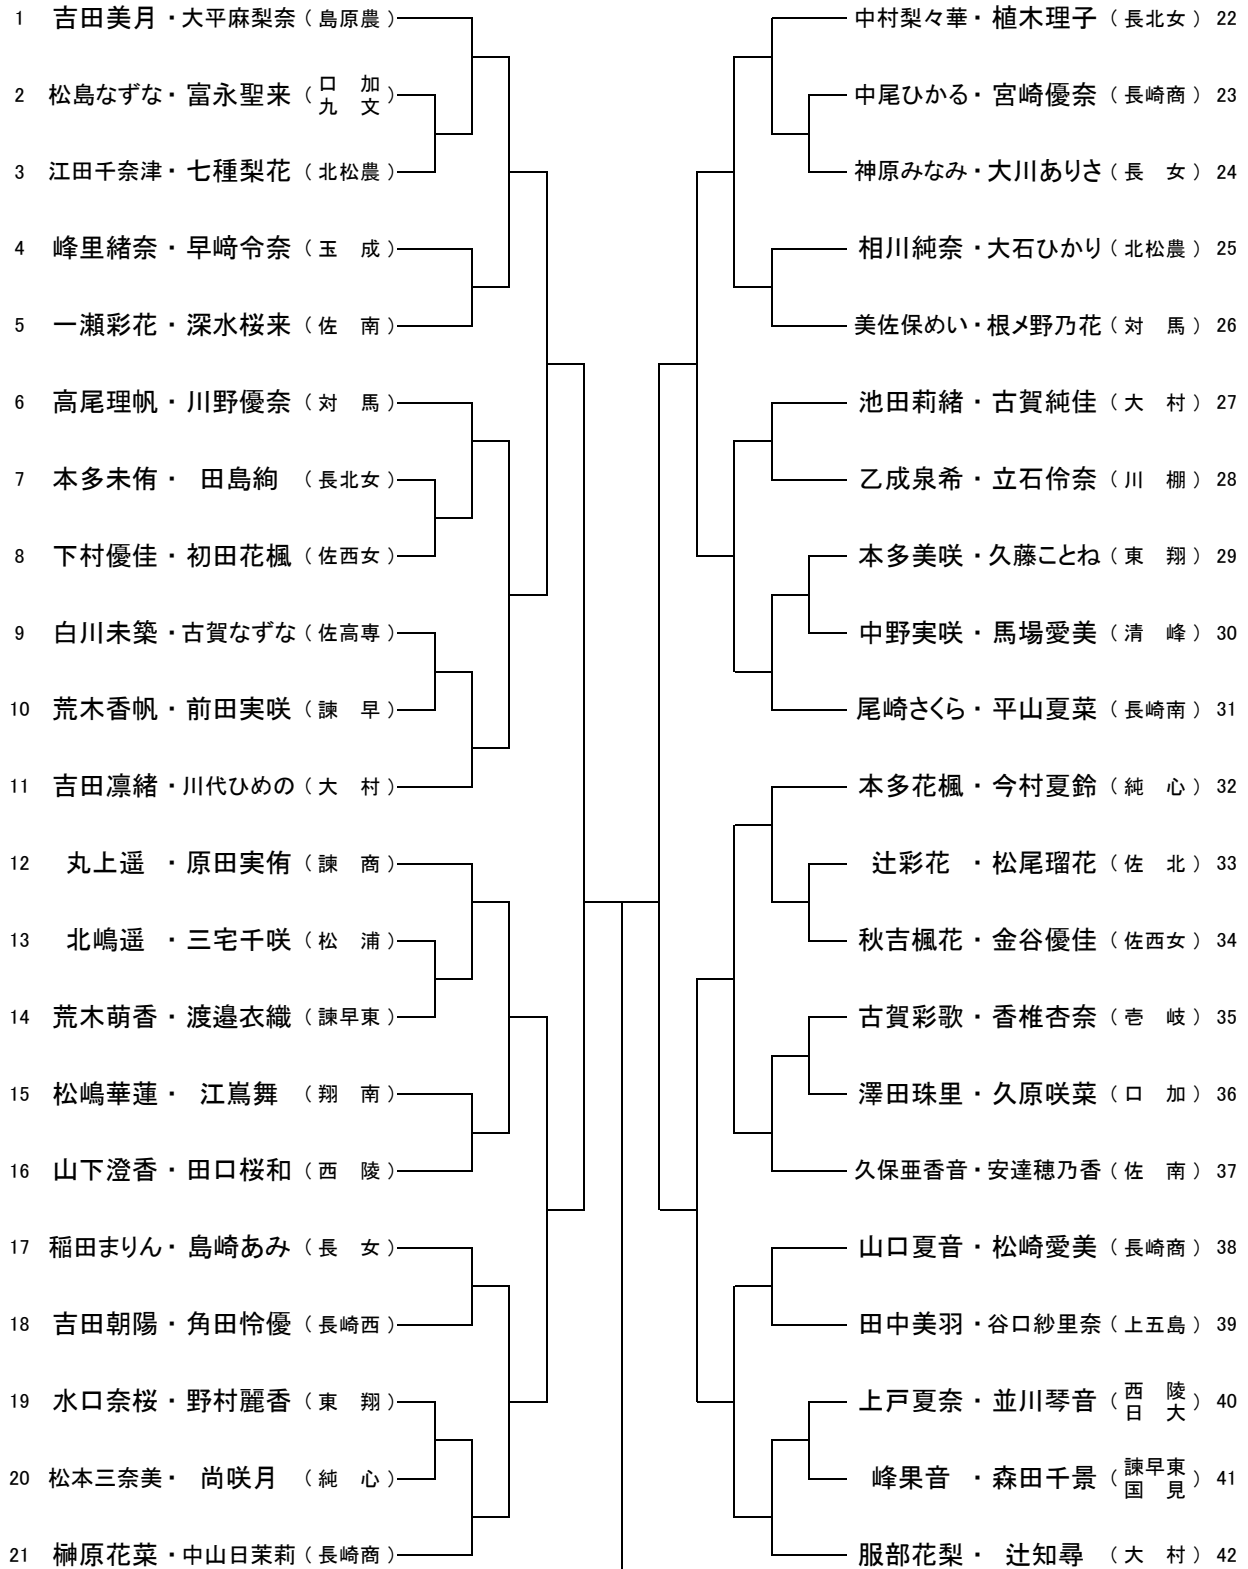 1 吉田美月・大平麻梨奈（島原農）
2 松島なずな・富永聖来（口加 九文）
3 江田千奈津・七種梨花（北松農）
4 峰里緒奈・早﨑令奈（玉 成）
5 一瀬彩花・深水桜来（佐 南）
6 高尾理帆・川野優奈（対 馬）
7 本多未侑・田島絢（長北女）
8 下村優佳・初田花楓（佐西女）
9 白川未築・古賀なずな（佐高専）
10 荒木香帆・前田実咲（諫 早）
11 吉田凛緒・川代ひめの（大 村）
12 丸上遥・原田実侑（諫 商）
13 北嶋遥・三宅千咲（松 浦）
14 荒木萌香・渡邉衣織（諫早東）
15 松嶋華蓮・江嶌舞（翔 南）
16 山下澄香・田口桜和（西 陵）
17 稲田まりん・島崎あみ（長 女）
18 吉田朝陽・角田怜優（長崎西）
19 水口奈桜・野村麗香（東 翔）
20 松本三奈美・尚咲月（純 心）
21 榊原花菜・中山日茉莉（長崎商）
中村梨々華・植木理子（長北女）22
中尾ひかる・宮崎優奈（長崎商）23
神原みなみ・大川ありさ（長 女）24
相川純奈・大石ひかり（北松農）25
美佐保めい・根メ野乃花（対 馬）26
池田莉緒・古賀純佳（大 村）27
乙成泉希・立石伶奈（川 棚）28
本多美咲・久藤ことね（東 翔）29
中野実咲・馬場愛美（清 峰）30
尾崎さくら・平山夏菜（長崎南）31
本多花楓・今村夏鈴（純 心）32
辻彩花・松尾瑠花（佐 北）33
秋吉楓花・金谷優佳（佐西女）34
古賀彩歌・香椎杏奈（壱 岐）35
澤田珠里・久原咲菜（口 加）36
久保亜香音・安達穂乃香（佐 南）37
山口夏音・松崎愛美（長崎商）38
田中美羽・谷口紗里奈（上五島）39
上戸夏奈・並川琴音（西陵 日大）40
峰果音・森田千景（諫早東 国見）41
服部花梨・辻知尋（大 村）42